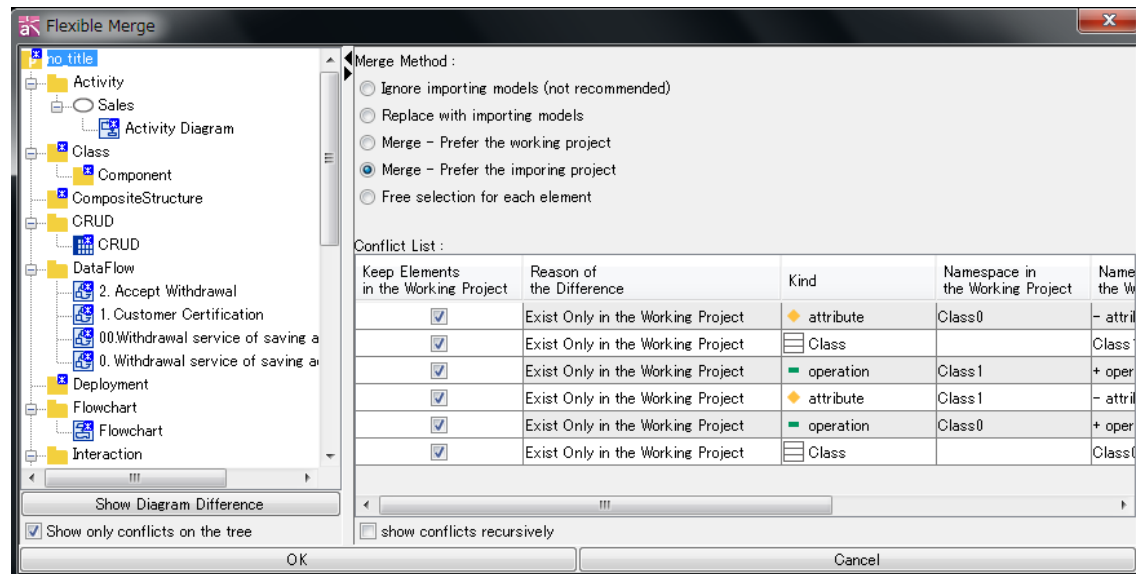 Flexible Merge
no_title
Activity
Sales
Activity Diagram
Class
Component
CompositeStructure
CRUD
CRUD
DataFlow
2. Accept Withdrawal
1. Customer Certification
00.Withdrawal service of saving a
0. Withdrawal service of saving a
Deployment
Flowchart
Flowchart
Interaction
Show Diagram Difference
Show only conflicts on the tree
Merge Method :
Ignore importing models (not recommended)
Replace with importing models
Merge - Prefer the working project
Merge - Prefer the imporing project
Free selection for each element
Conflict List :
Keep Elements in the Working Project Reason of the Difference Kind Namespace in the Working Project Name the W
Exist Only in the Working Project attribute Class0 - attri
Exist Only in the Working Project Class Class1
Exist Only in the Working Project operation Class1 + oper
Exist Only in the Working Project attribute Class1 - attri
Exist Only in the Working Project operation Class0 + oper
Exist Only in the Working Project Class Class0
show conflicts recursively
OK Cancel